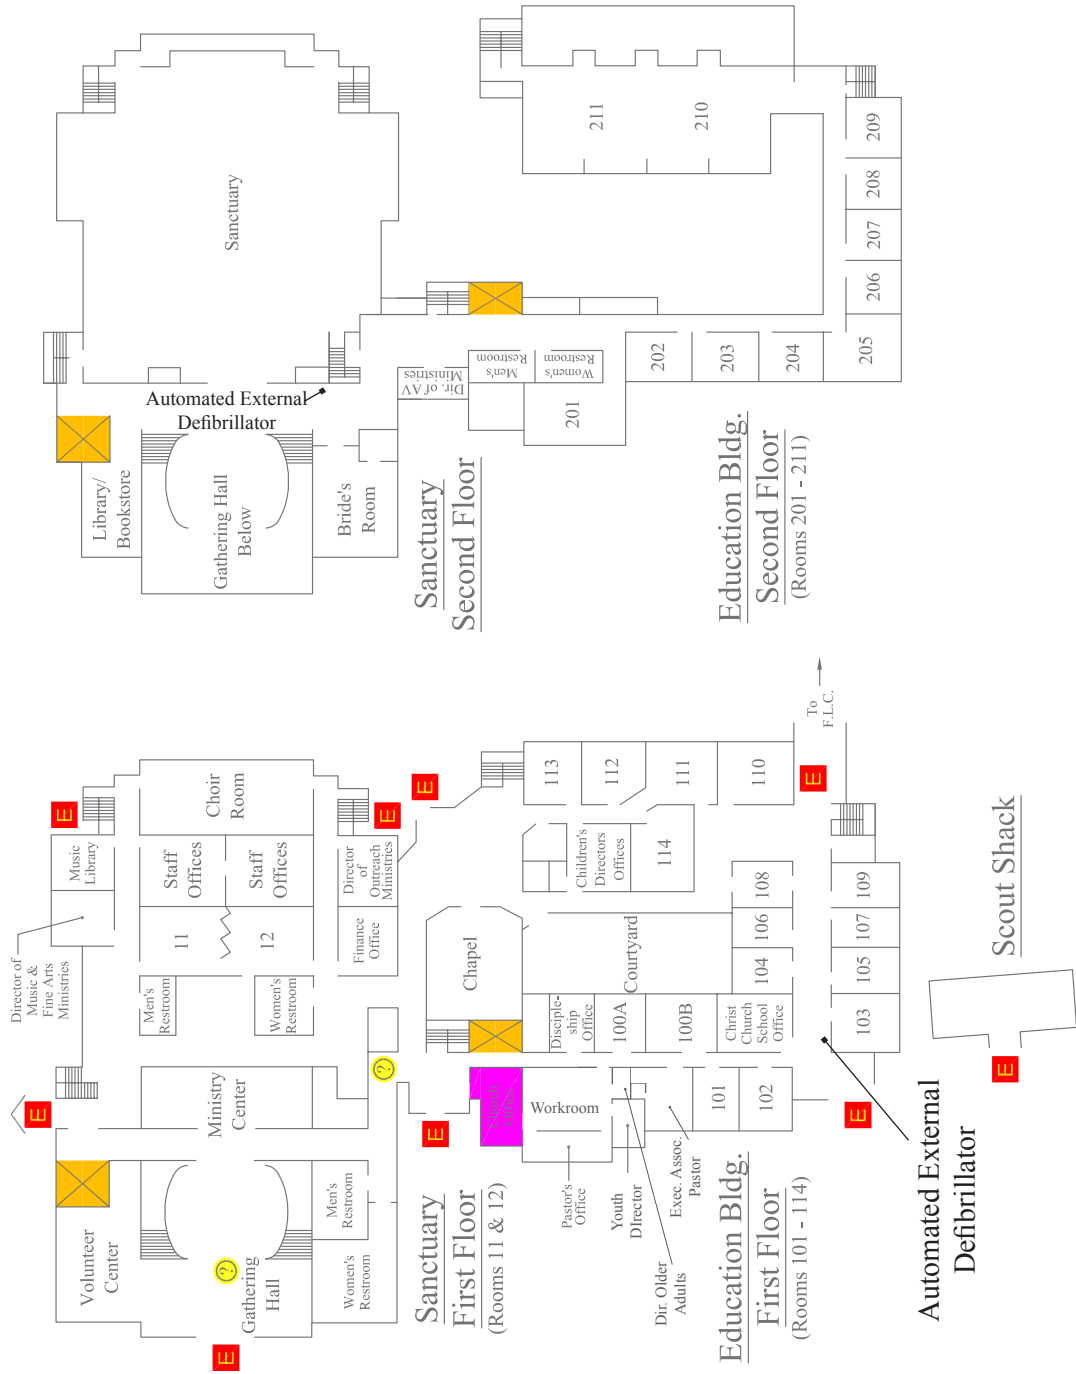 Sanctuary
Automated External
Defibrillator
Library/
Bookstore
Gathering Hall
Below
Bride's
Room
Dir. of AV
Ministries
Men's
Restroom
Women's
Restroom
201
202
203
204
205
206
207
208
209
210
211
Sanctuary
Second Floor
Education Bldg.
Second Floor
(Rooms 201 - 211)
E
E
E
E
E
E
E
E
E
Music
Library
Director of
Music &
Fine Arts
Ministries
Choir
Room
Staff
Offices
Staff
Offices
Director
of
Outreach
Ministries
Finance
Office
11
12
Men's
Restroom
Women's
Restroom
Ministry
Center
?
?
Volunteer
Center
Gathering
Hall
Men's
Restroom
Women's
Restroom
Sanctuary
First Floor
(Rooms 11 & 12)
Chapel
Courtyard
Disciple-
ship
Office
100A
100B
Christ
Church
School
Office
Children's
Directors
Offices
113
112
111
110
114
108
106
104
109
107
105
103
101
102
Workroom
Pastor's
Office
Youth
DIrector
Dir. Older
Adults
Exec. Assoc.
Pastor
To
F.L.C.
Education Bldg.
First Floor
(Rooms 101 - 114)
Automated External
Defibrillator
Scout Shack